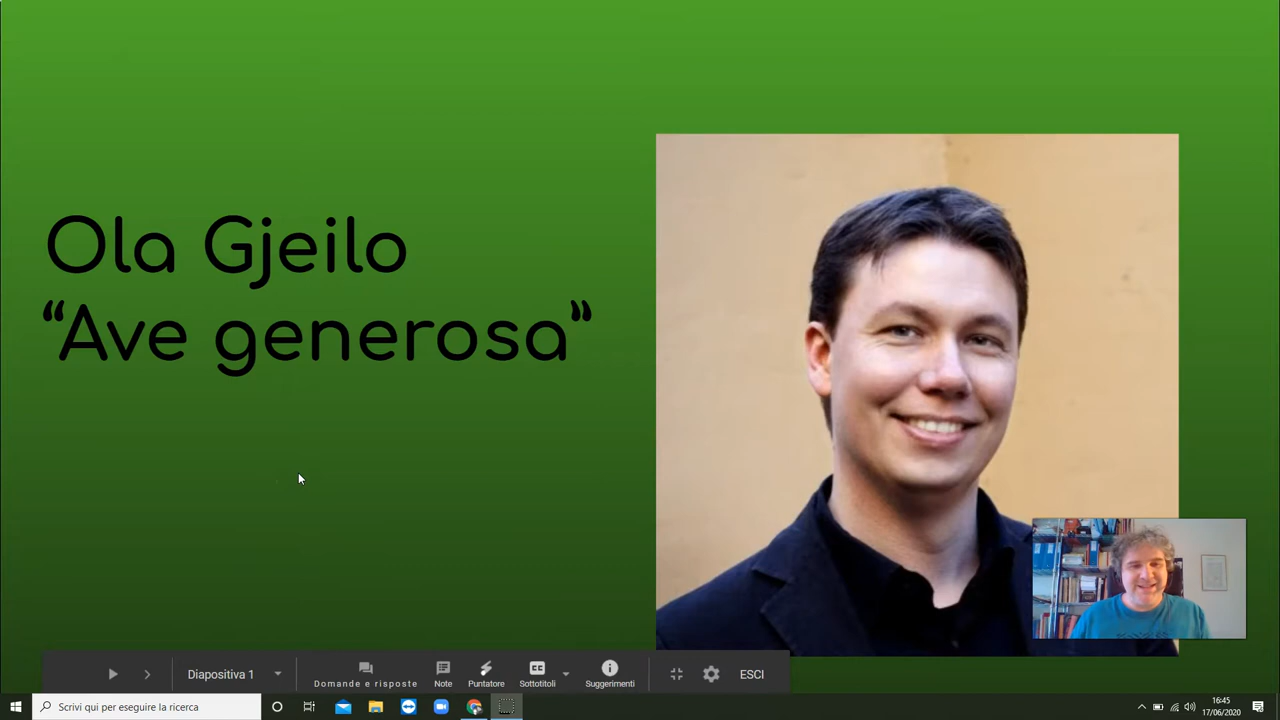 Ola Gjeilo
“Ave generosa”
Diapositiva 1
Domande e risposte
Note
Puntatore
CC
Sottotitoli
Suggerimenti
ESCI
Scrivi qui per eseguire la ricerca
16:45
17/06/2020